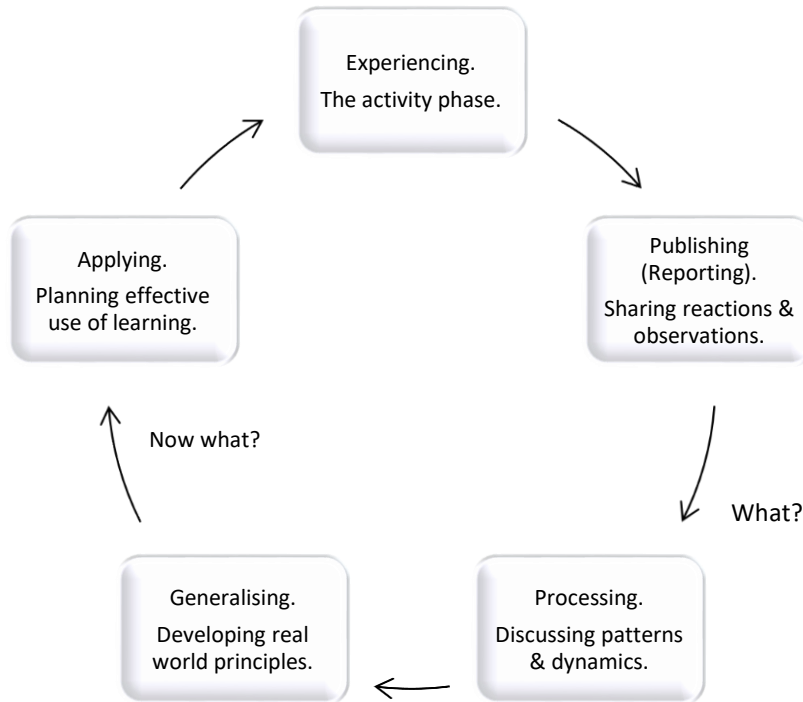 Experiencing.
The activity phase.
Publishing
(Reporting).
Sharing reactions &
observations.
What?
Processing.
Discussing patterns
& dynamics.
Generalising.
Developing real
world principles.
Now what?
Applying.
Planning effective
use of learning.